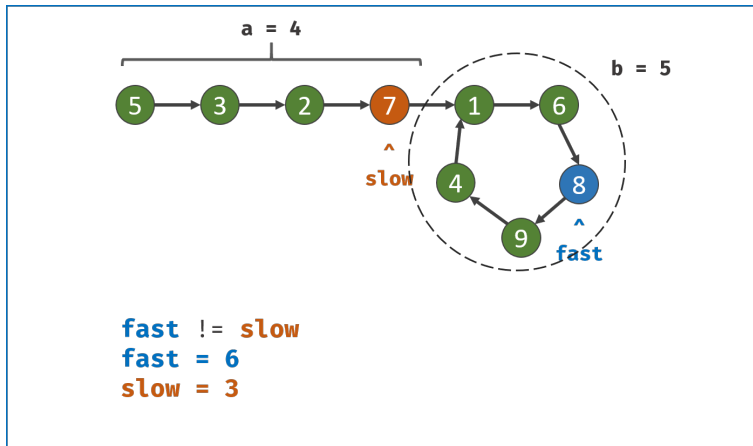 a = 4
b = 5
5 3 2 7 1 6
^
slow
4 8
^
9
fast
fast != slow
fast = 6
slow = 3